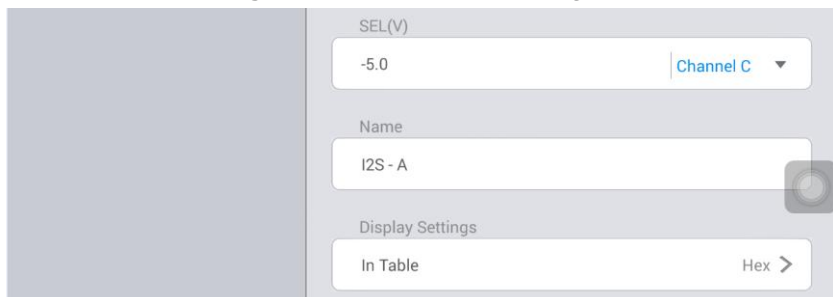 SEL(V)
-5.0 Channel C
Name
I2S - A
Display Settings
In Table Hex